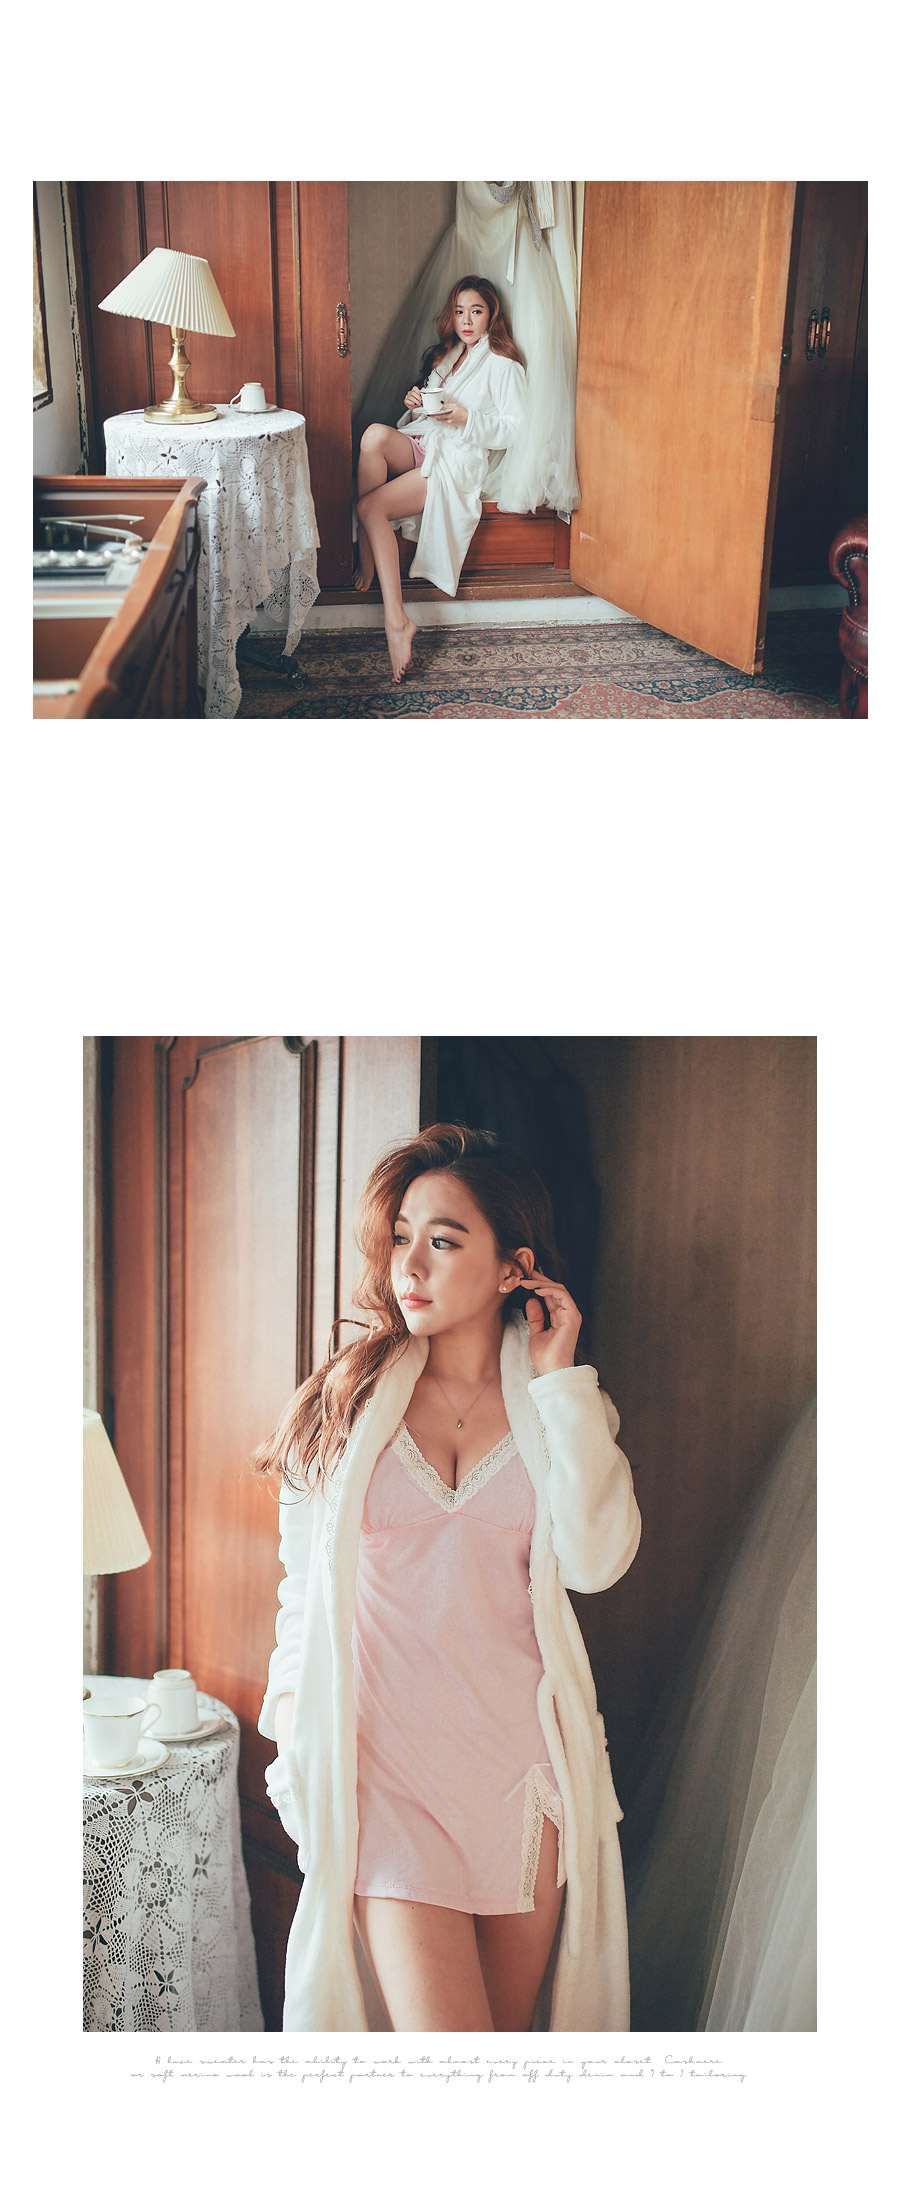 A luxe sweater has the ability to work with almost every piece in your closet Cashmere
or soft merino wool is the perfect partner to everything from off duty denim and 9 to 5 tailoring